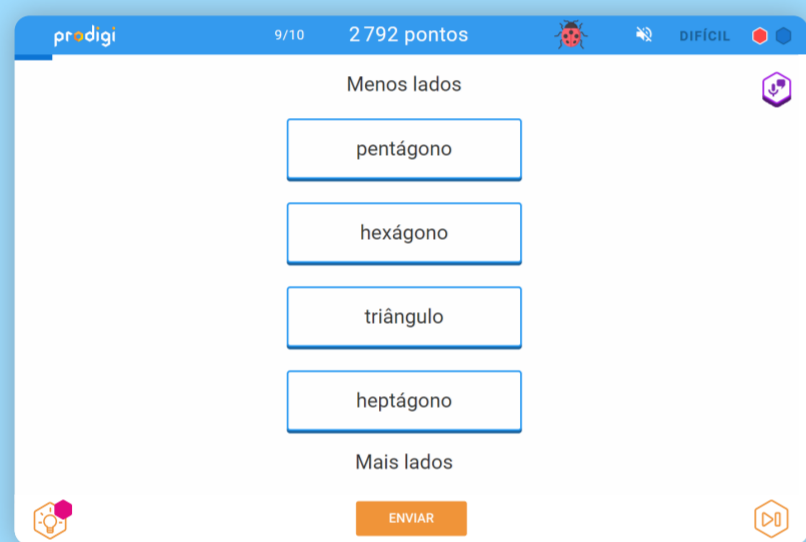 prodigi 9/10 2 792 pontos DIFÍCIL
Menos lados
pentágono
hexágono
triângulo
heptágono
Mais lados
ENVIAR